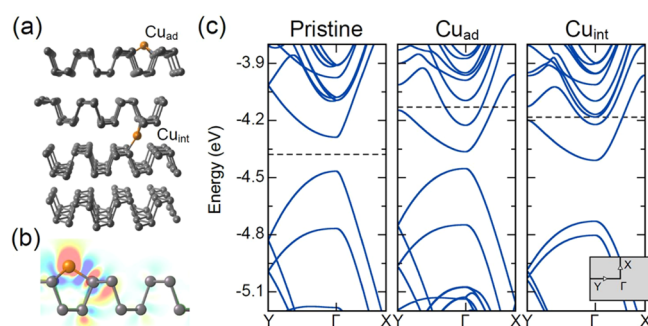 (a)
Cu_ad
Cu_int
(b)
(c)
Pristine
Cu_ad
Cu_int
Energy (eV)
-3.9
-4.2
-4.5
-4.8
-5.1
Y Γ X
Y Γ X
Y Γ X
X
Y Γ